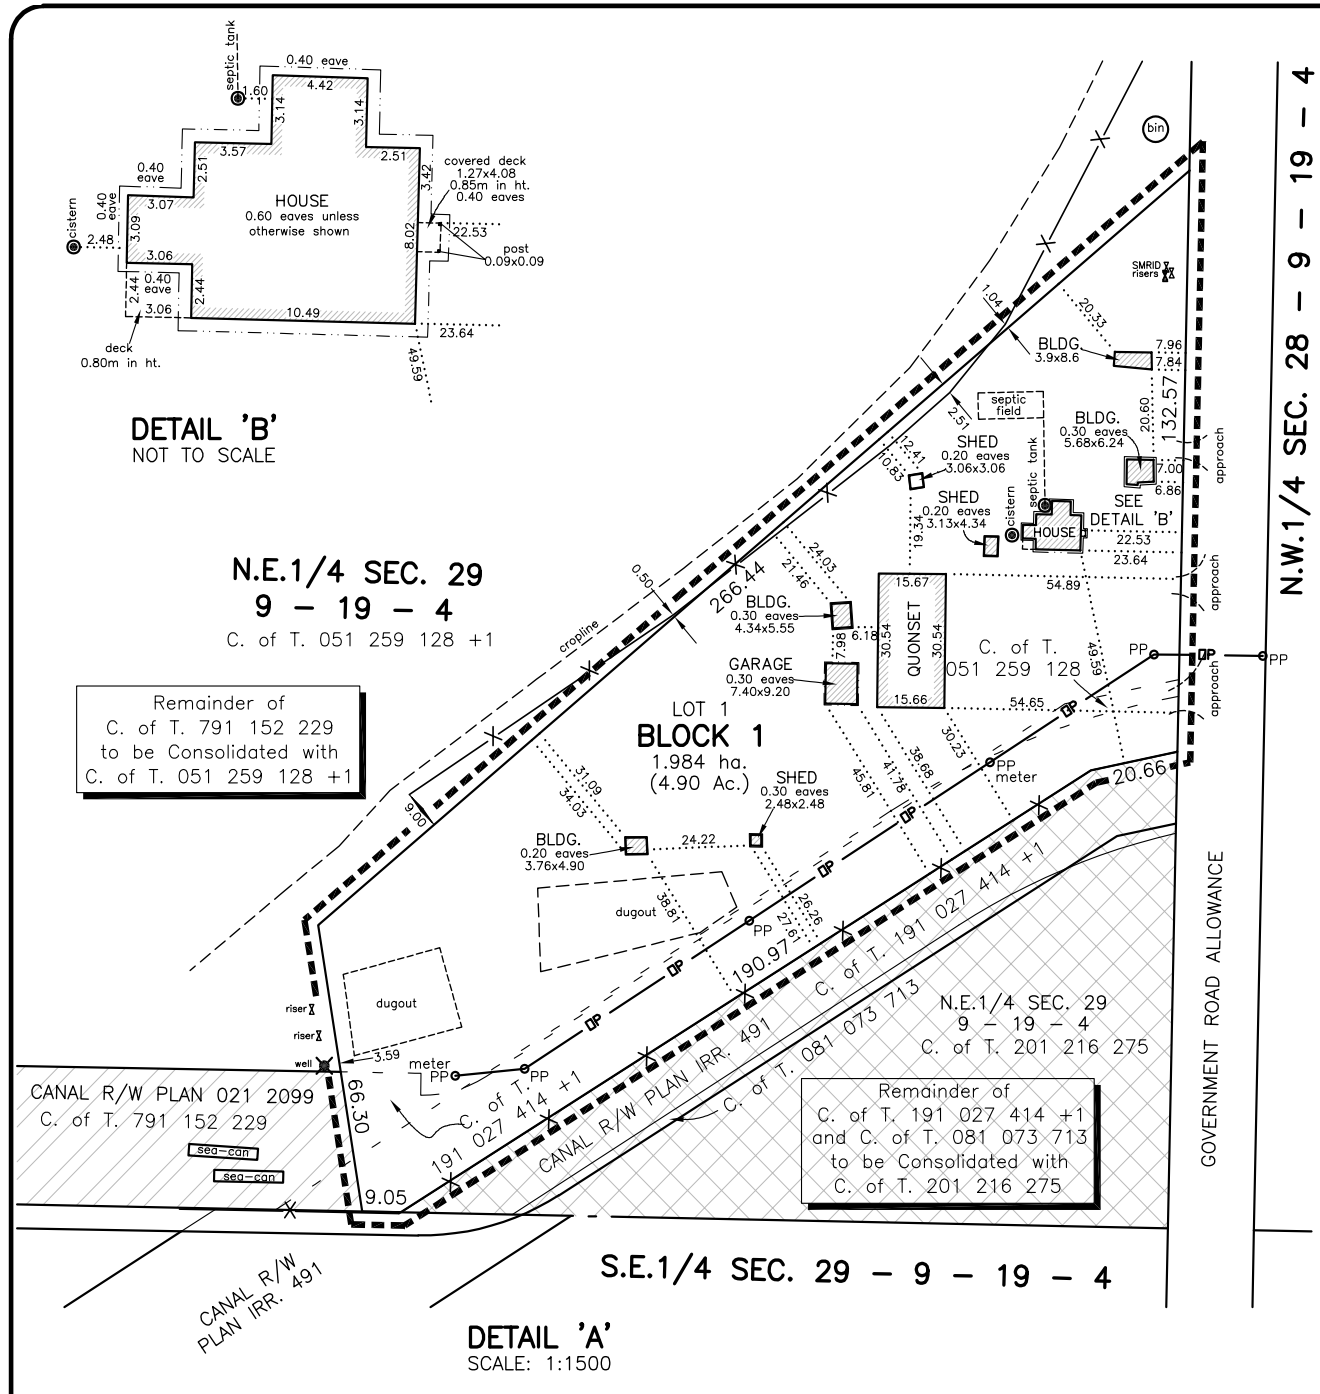 septic tank
0.40 eave
4.42
1.60
3.14
3.14
3.57
2.51
2.51
3.42
covered deck
1.27x4.08
0.85m in ht.
0.40 eaves
0.40
eave
3.07
0.40
eave
HOUSE
0.60 eaves unless
otherwise shown
cistern
2.48
3.09
8.02
22.53
post
0.09x0.09
3.06
0.40
eave
2.44
2.44
3.06
10.49
23.64
49.59
deck
0.80m in ht.
DETAIL 'B'
NOT TO SCALE
bin
N.W.1/4 SEC. 28 - 9 - 19 - 4
SMRID
risers
1.04
20.33
BLDG.
3.9x8.6
7.96
7.84
132.57
20.60
septic
field
2.51
BLDG.
0.30 eaves
5.68x6.24
approach
7.00
6.86
12.41
10.83
SHED
0.20 eaves
3.06x3.06
septic tank
SHED
0.20 eaves
3.13x4.34
cistern
19.34
SEE
DETAIL 'B'
HOUSE
22.53
23.64
N.E.1/4 SEC. 29
9 - 19 - 4
C. of T. 051 259 128 +1
24.03
21.46
266.44
0.50
cropline
15.67
54.89
approach
BLDG.
0.30 eaves
4.34x5.55
6.18
7.98
30.54
QUONSET
30.54
C. of T.
051 259 128
49.59
PP
PP
approach
GARAGE
0.30 eaves
7.40x9.20
15.66
54.65
Remainder of
C. of T. 791 152 229
to be Consolidated with
C. of T. 051 259 128 +1
LOT 1
BLOCK 1
1.984 ha.
(4.90 Ac.)
45.81
41.78
38.68
30.23
PP
meter
20.66
31.09
34.03
9.00
SHED
0.30 eaves
2.48x2.48
BLDG.
0.20 eaves
3.76x4.90
24.22
38.81
26.26
27.61
dugout
PP
dugout
190.97
C. of T. 191 027 414 +1
C. of T. 081 073 713
N.E.1/4 SEC. 29
9 - 19 - 4
C. of T. 201 216 275
GOVERNMENT ROAD ALLOWANCE
riser
riser
well
3.59
meter
PP
PP
66.30
CANAL R/W PLAN 021 2099
C. of T. 791 152 229
sea-can
sea-can
C. of T.
191 027 414 +1
CANAL R/W PLAN IRR. 491
Remainder of
C. of T. 191 027 414 +1
and C. of T. 081 073 713
to be Consolidated with
C. of T. 201 216 275
9.05
CANAL R/W
PLAN IRR. 491
S.E.1/4 SEC. 29 - 9 - 19 - 4
DETAIL 'A'
SCALE: 1:1500